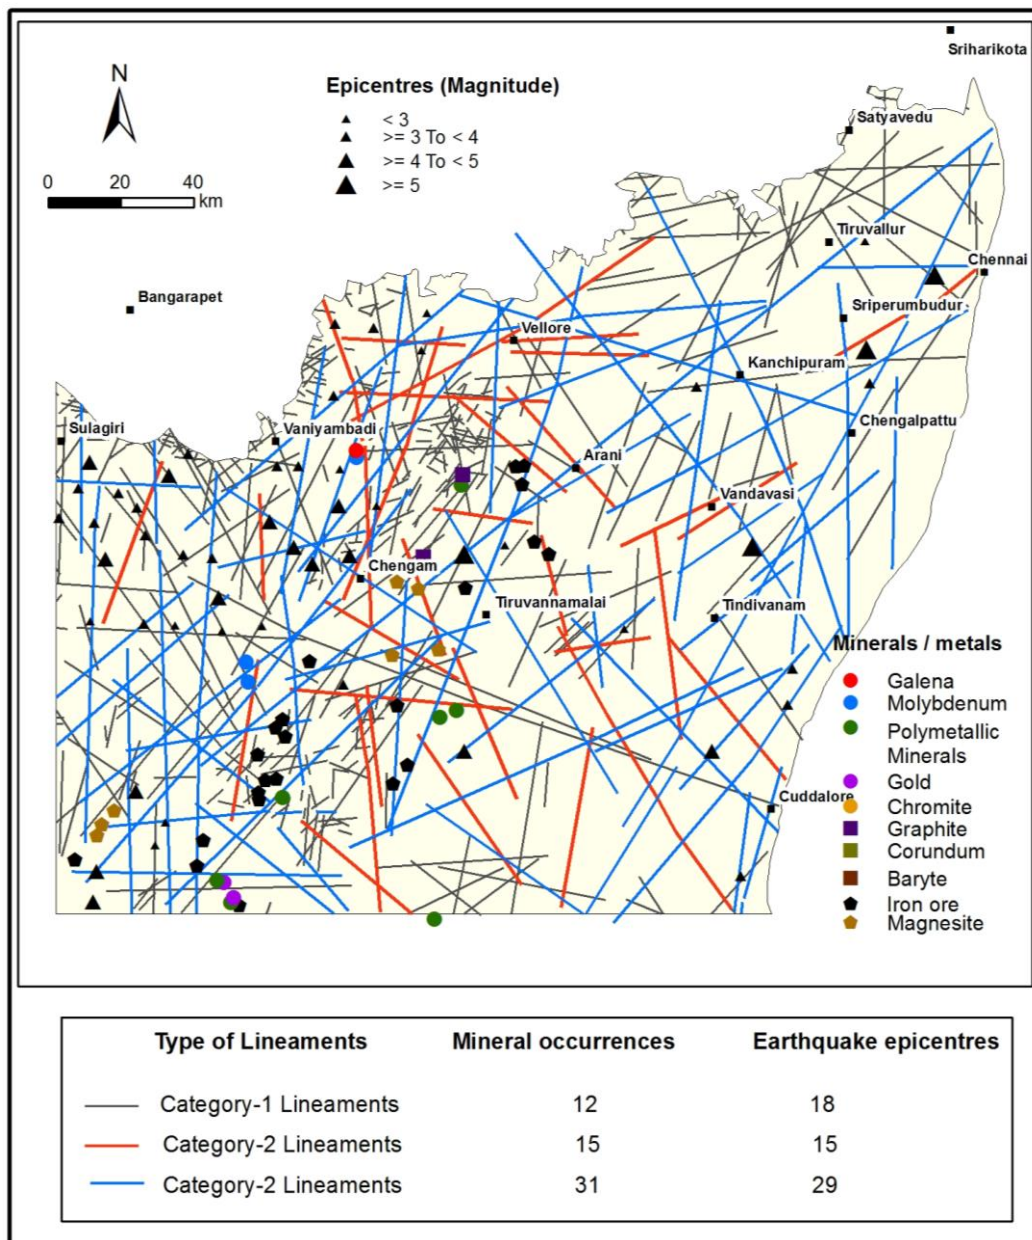 Sriharikota
N
Epicentres (Magnitude)
< 3
>= 3 To < 4
>= 4 To < 5
>= 5
0 20 40
km
Satyavedu
Tiruvallur
Chennai
Bangarapet
Sriperumbudur
Vellore
Kanchipuram
Chengalpattu
Sulagiri
Vaniyambadi
Arani
Vandavasi
Chengam
Tiruvannamalai
Tindivanam
Cuddalore
Minerals / metals
Galena
Molybdenum
Polymetallic
Minerals
Gold
Chromite
Graphite
Corundum
Baryte
Iron ore
Magnesite
Type of Lineaments Mineral occurrences Earthquake epicentres
Category-1 Lineaments 12 18
Category-2 Lineaments 15 15
Category-2 Lineaments 31 29